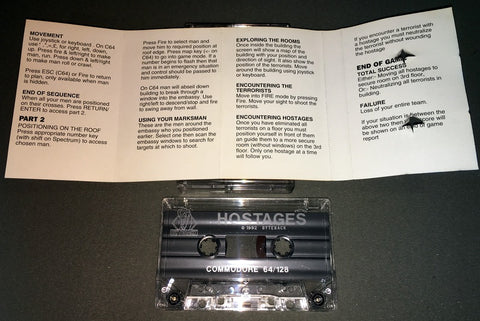 MOVEMENT
Use joystick or keyboard - On C64
man, run. Press down & left/right
to make man roll or crawl.
Press ESC (C64) or Fire to return
to plan, only available when man is
dead.
END OF SEQUENCE
When all your men are positioned
on their crosses. Press RETURN/
ENTER to access part 2.
PART 2
POSITIONING ON THE ROOF
Press appropriate number key
(with shift on Spectrum) to access
chosen man.
Press Fire to select man and
move him to required position at
roof edge. Press map key (= on
C64) to go into game mode. If a
number begins to flash then that
man is in an emergency situation
and control should be passed to
him immediately.
On C64 man will abseil down
building to break through a
window into the embassy. Use
right/left to descend/stop and fire
to swing away from wall.
USING YOUR MARKSMAN
These are the men around the
embassy who you positioned
earlier. Select one then scan the
embassy windows to search for
targets at which to shoot.
EXPLORING THE ROOMS
Once inside the building the
screen will show a map of the
building with your position and
direction of sight. It also show the
position of the terrorists. Move
around the building using joystick
or keyboard.
ENCOUNTERING THE
TERRORISTS
Move into FIRE mode by pressing
Fire. Move your sight to shoot the
terrorists.
ENCOUNTERING HOSTAGES
Once you have eliminated all
terrorists on a floor you must
position yourself in front of them
an guide them to a more secure
room (without windows) on the 3rd
floor. Only one hostage at a time
will follow you.
If you encounter a terrorist with
a hostage you must neutralize
the terrorist without wounding
the hostage
END OF GAME
TOTAL SUCCESS
Either:- Moving all hostages to
secure room on 3rd floor,
Or:- Neutralizing all terrorists in
building
FAILURE
Loss of your entire team.
If your situation is between the
above two then your score will
be shown on an end of game
report
HOSTAGES
© 1992 BYTEBACK
COMMODORE 64/128